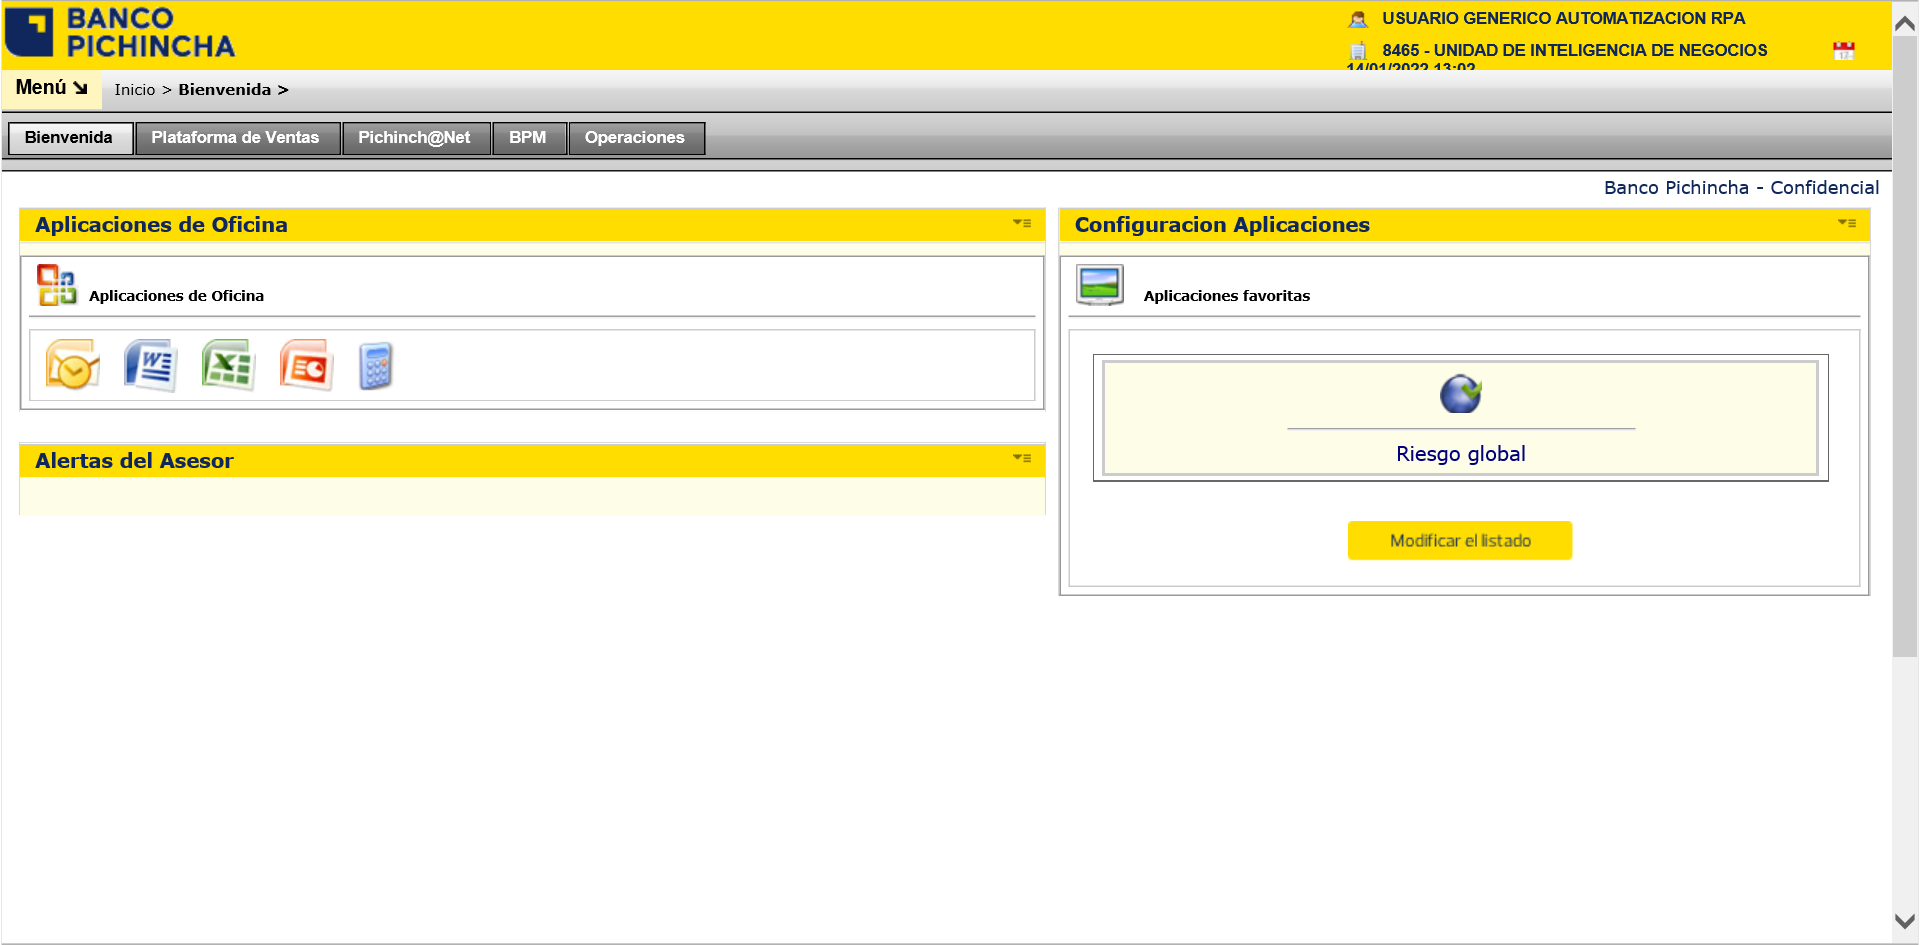 BANCO
PICHINCHA
USUARIO GENERICO AUTOMATIZACION RPA
8465 - UNIDAD DE INTELIGENCIA DE NEGOCIOS
14/01/2022 13:02
Menú
Inicio > Bienvenida >
Bienvenida
Plataforma de Ventas
Pichinch@Net
BPM
Operaciones
Banco Pichincha - Confidencial
Aplicaciones de Oficina
Configuracion Aplicaciones
Aplicaciones de Oficina
Aplicaciones favoritas
Riesgo global
Alertas del Asesor
Modificar el listado